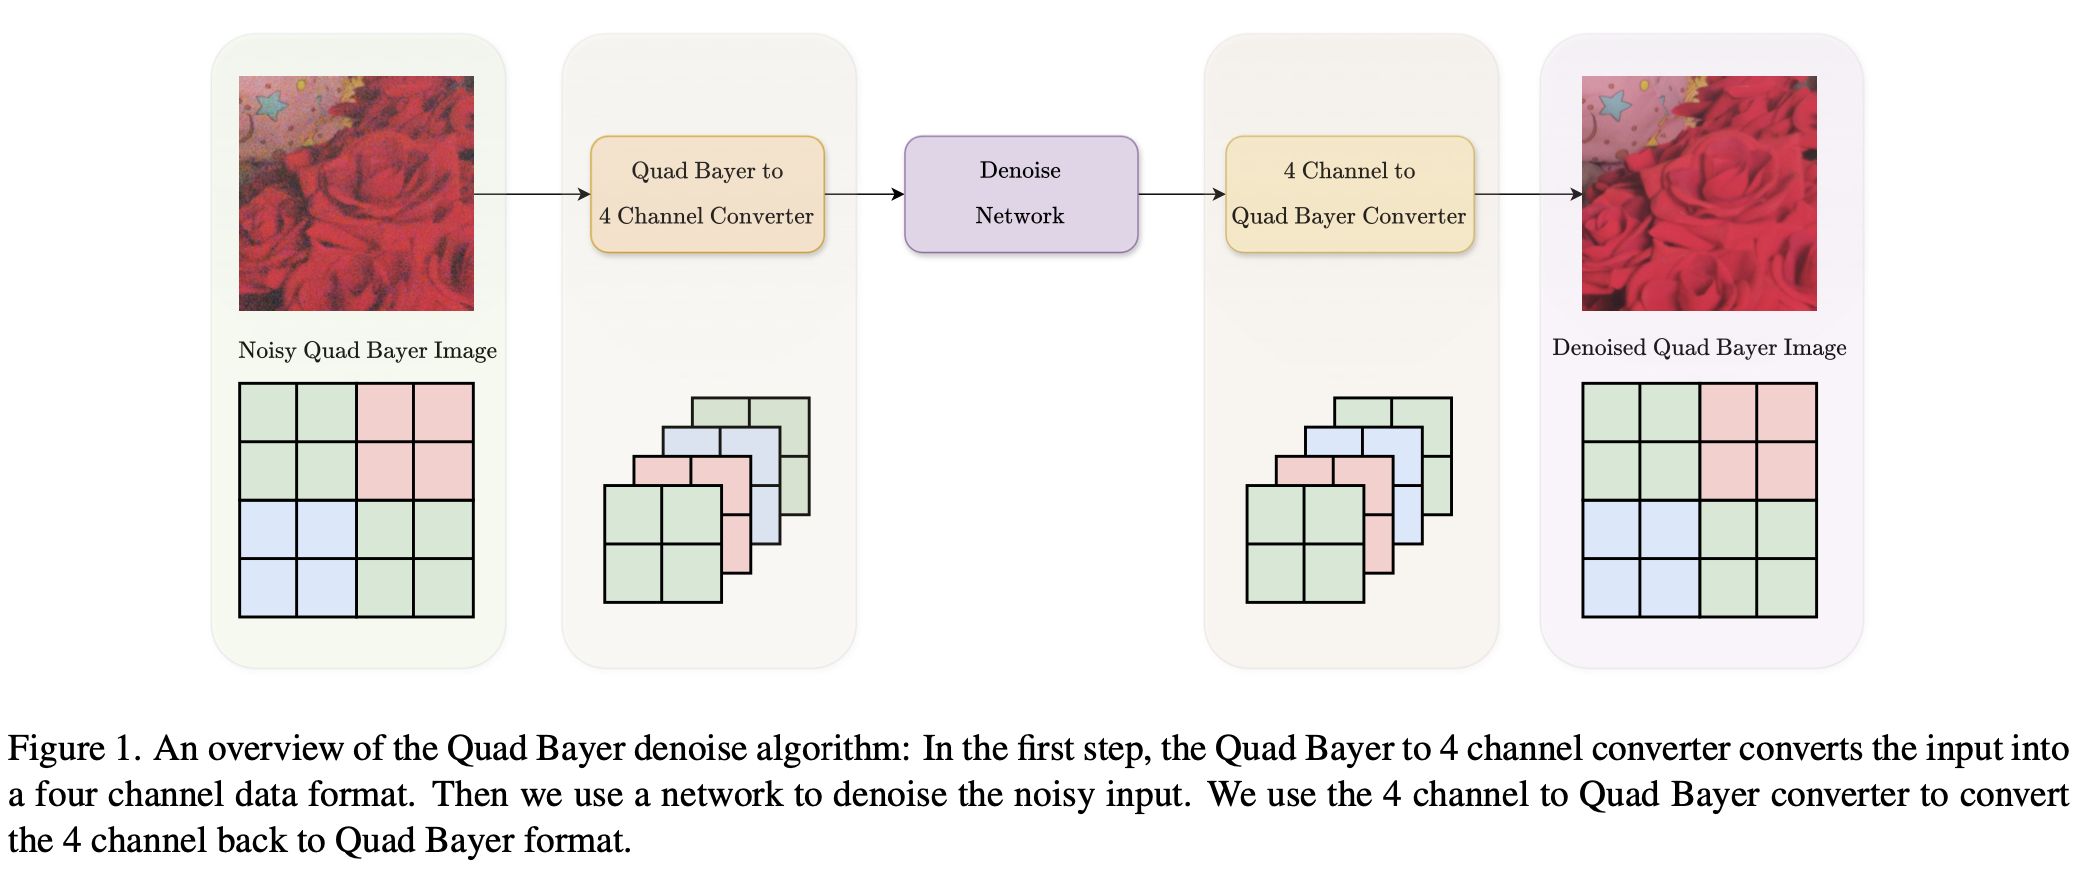 Quad Bayer to
4 Channel Converter
Denoise
Network
4 Channel to
Quad Bayer Converter
Noisy Quad Bayer Image
Denoised Quad Bayer Image
Figure 1. An overview of the Quad Bayer denoise algorithm: In the first step, the Quad Bayer to 4 channel converter converts the input into
a four channel data format. Then we use a network to denoise the noisy input. We use the 4 channel to Quad Bayer converter to convert
the 4 channel back to Quad Bayer format.